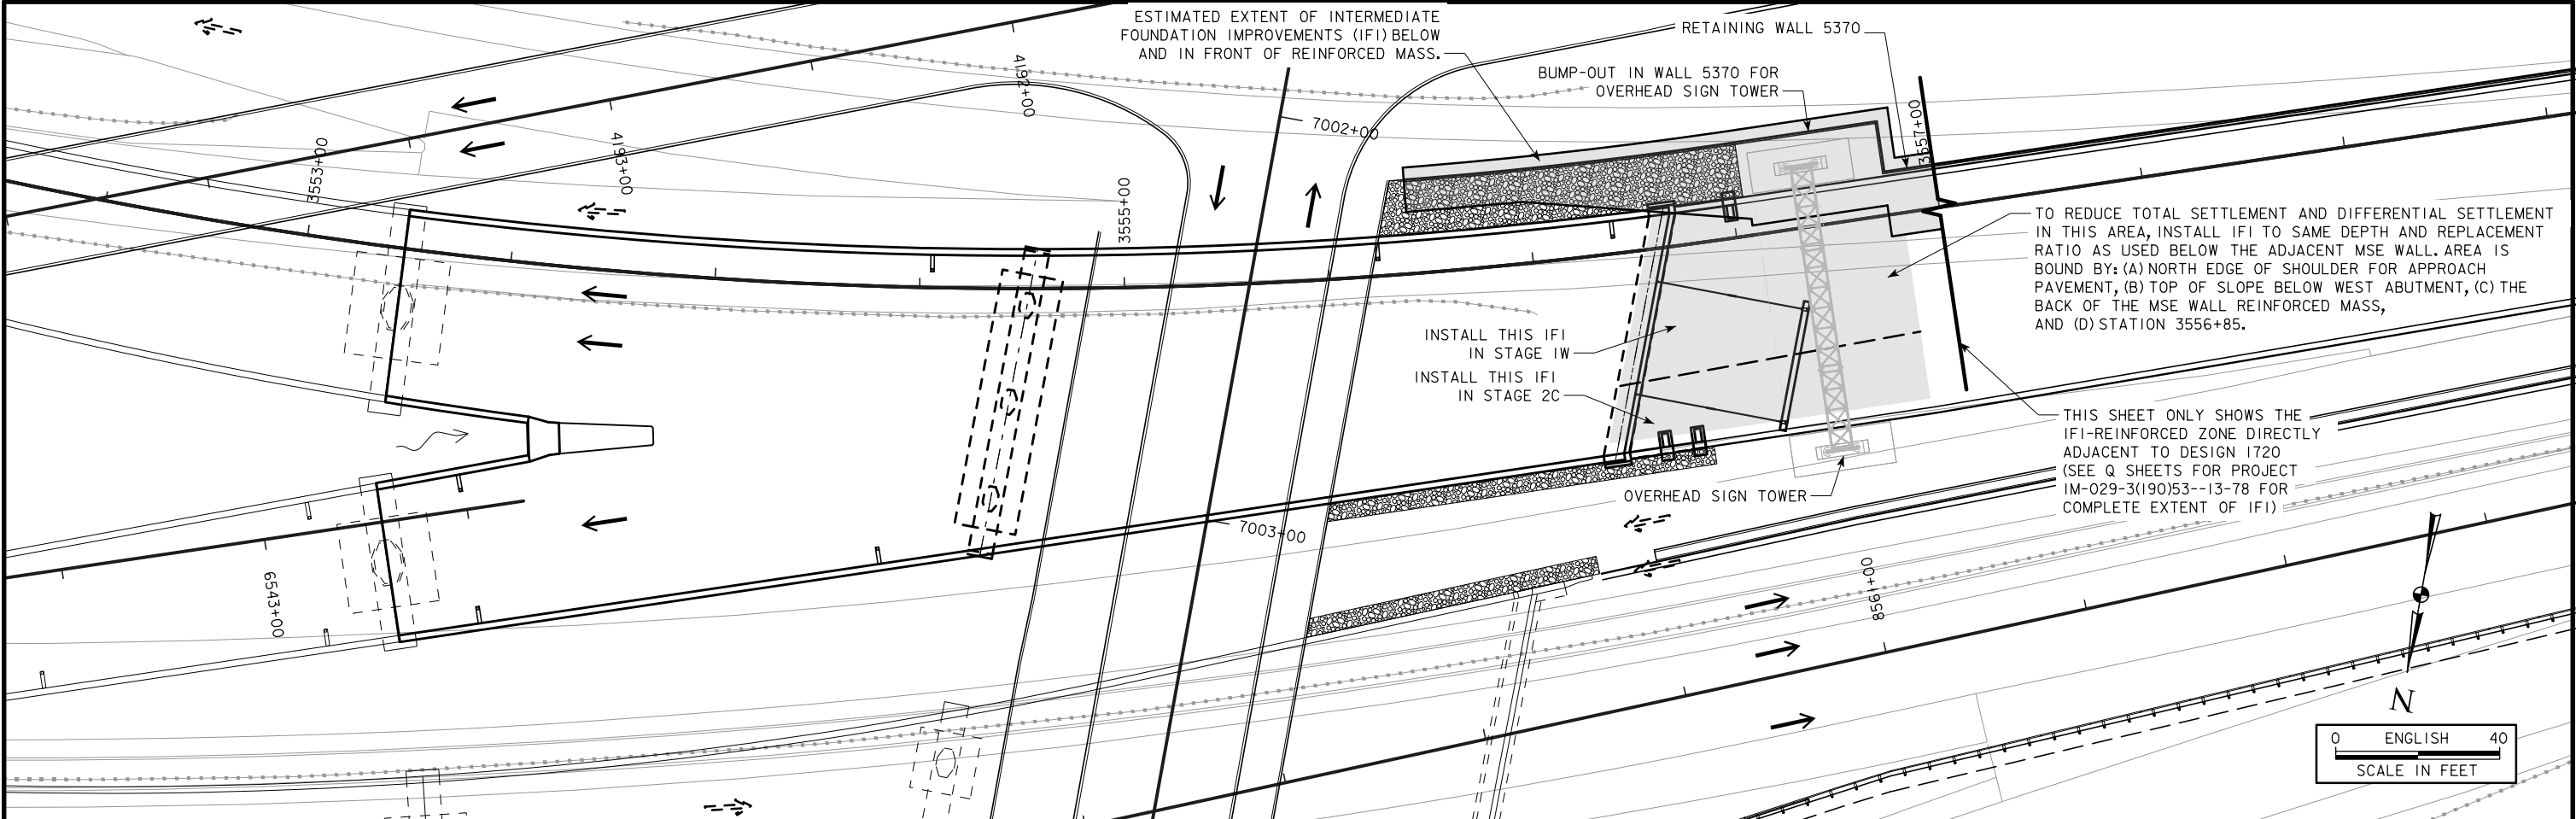 ESTIMATED EXTENT OF INTERMEDIATE
FOUNDATION IMPROVEMENTS (IFI) BELOW
AND IN FRONT OF REINFORCED MASS.
RETAINING WALL 5370
BUMP-OUT IN WALL 5370 FOR
OVERHEAD SIGN TOWER
4192+00
7002+00
3657+00
3553+00
4193+00
3555+00
TO REDUCE TOTAL SETTLEMENT AND DIFFERENTIAL SETTLEMENT
IN THIS AREA, INSTALL IFI TO SAME DEPTH AND REPLACEMENT
RATIO AS USED BELOW THE ADJACENT MSE WALL. AREA IS
BOUND BY: (A) NORTH EDGE OF SHOULDER FOR APPROACH
PAVEMENT, (B) TOP OF SLOPE BELOW WEST ABUTMENT, (C) THE
BACK OF THE MSE WALL REINFORCED MASS,
AND (D) STATION 3556+85.
INSTALL THIS IFI
IN STAGE 1W
INSTALL THIS IFI
IN STAGE 2C
THIS SHEET ONLY SHOWS THE
IFI-REINFORCED ZONE DIRECTLY
ADJACENT TO DESIGN 1720
(SEE Q SHEETS FOR PROJECT
IM-029-3(190)53--13-78 FOR
COMPLETE EXTENT OF IFI)
OVERHEAD SIGN TOWER
7003+00
6543+00
856+00
N
0 ENGLISH 40
SCALE IN FEET